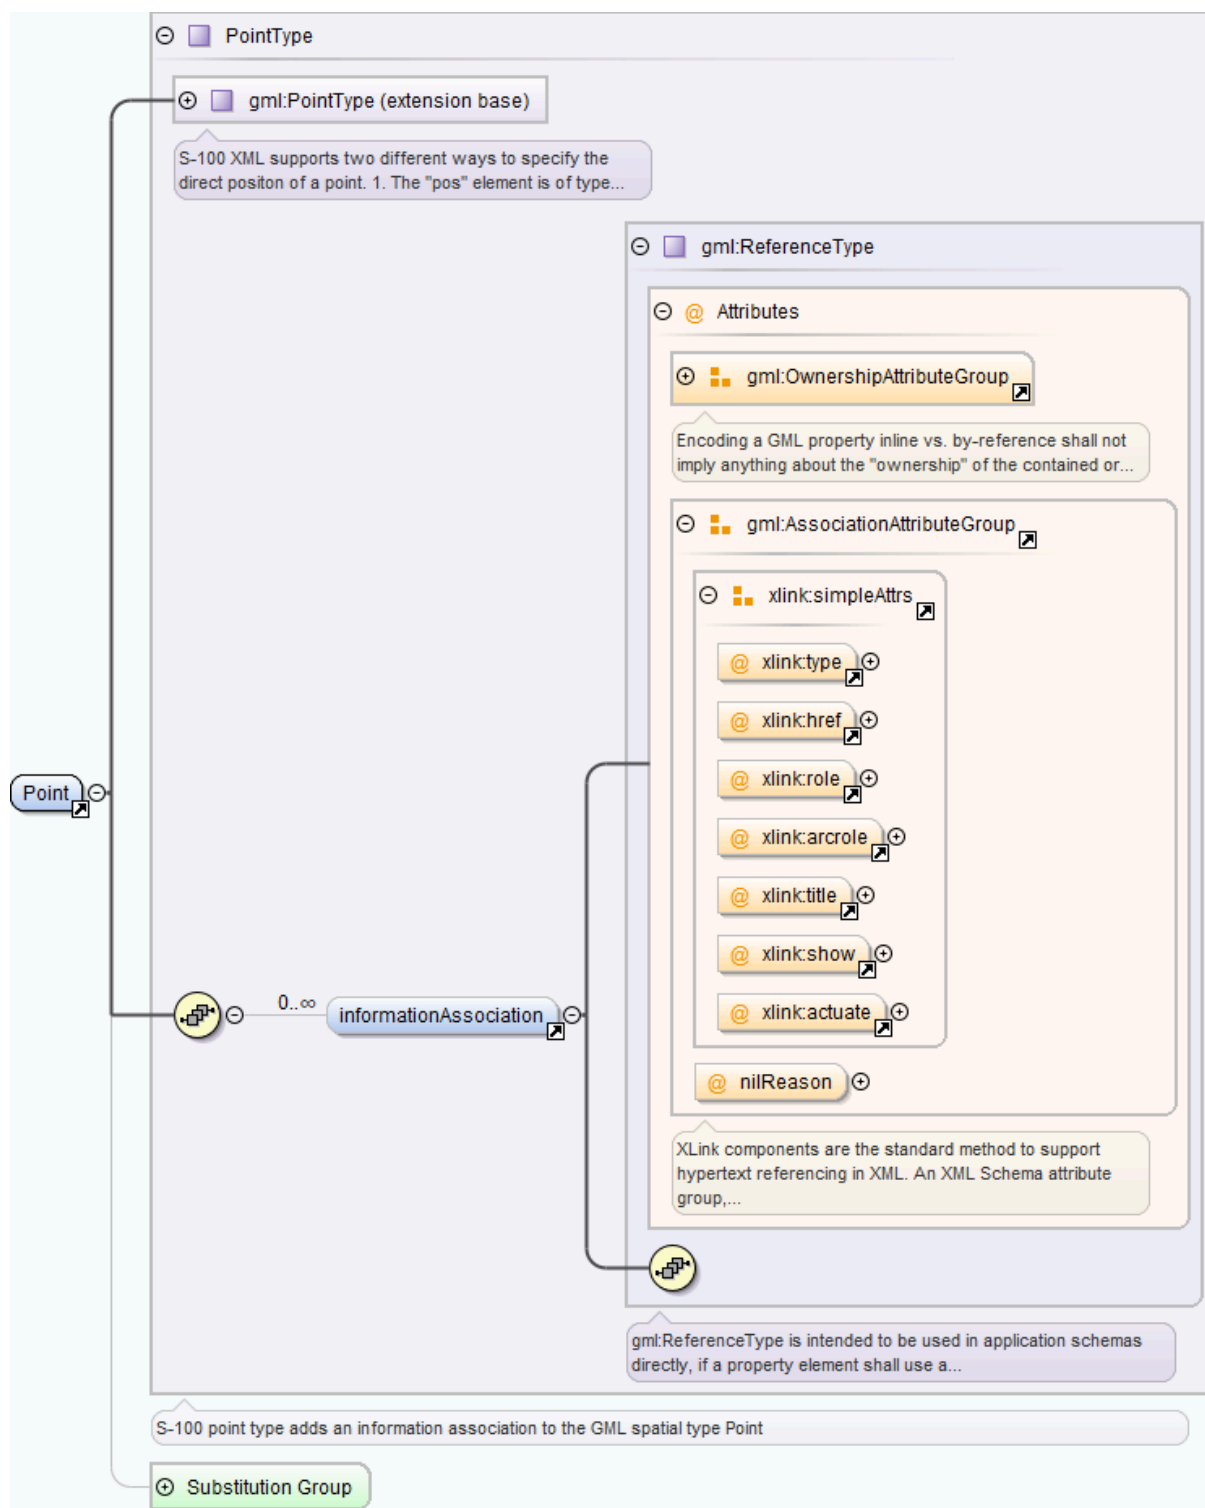 PointType
gml:PointType (extension base)
S-100 XML supports two different ways to specify the
direct positon of a point. 1. The "pos" element is of type...
gml:ReferenceType
@ Attributes
gml:OwnershipAttributeGroup
Encoding a GML property inline vs. by-reference shall not
imply anything about the "ownership" of the contained or...
gml:AssociationAttributeGroup
xlink:simpleAttrs
@ xlink:type
@ xlink:href
@ xlink:role
Point
@ xlink:arcrole
@ xlink:title
@ xlink:show
0..∞
informationAssociation
@ xlink:actuate
@ nilReason
XLink components are the standard method to support
hypertext referencing in XML. An XML Schema attribute
group,...
gml:ReferenceType is intended to be used in application schemas
directly, if a property element shall use a...
S-100 point type adds an information association to the GML spatial type Point
Substitution Group